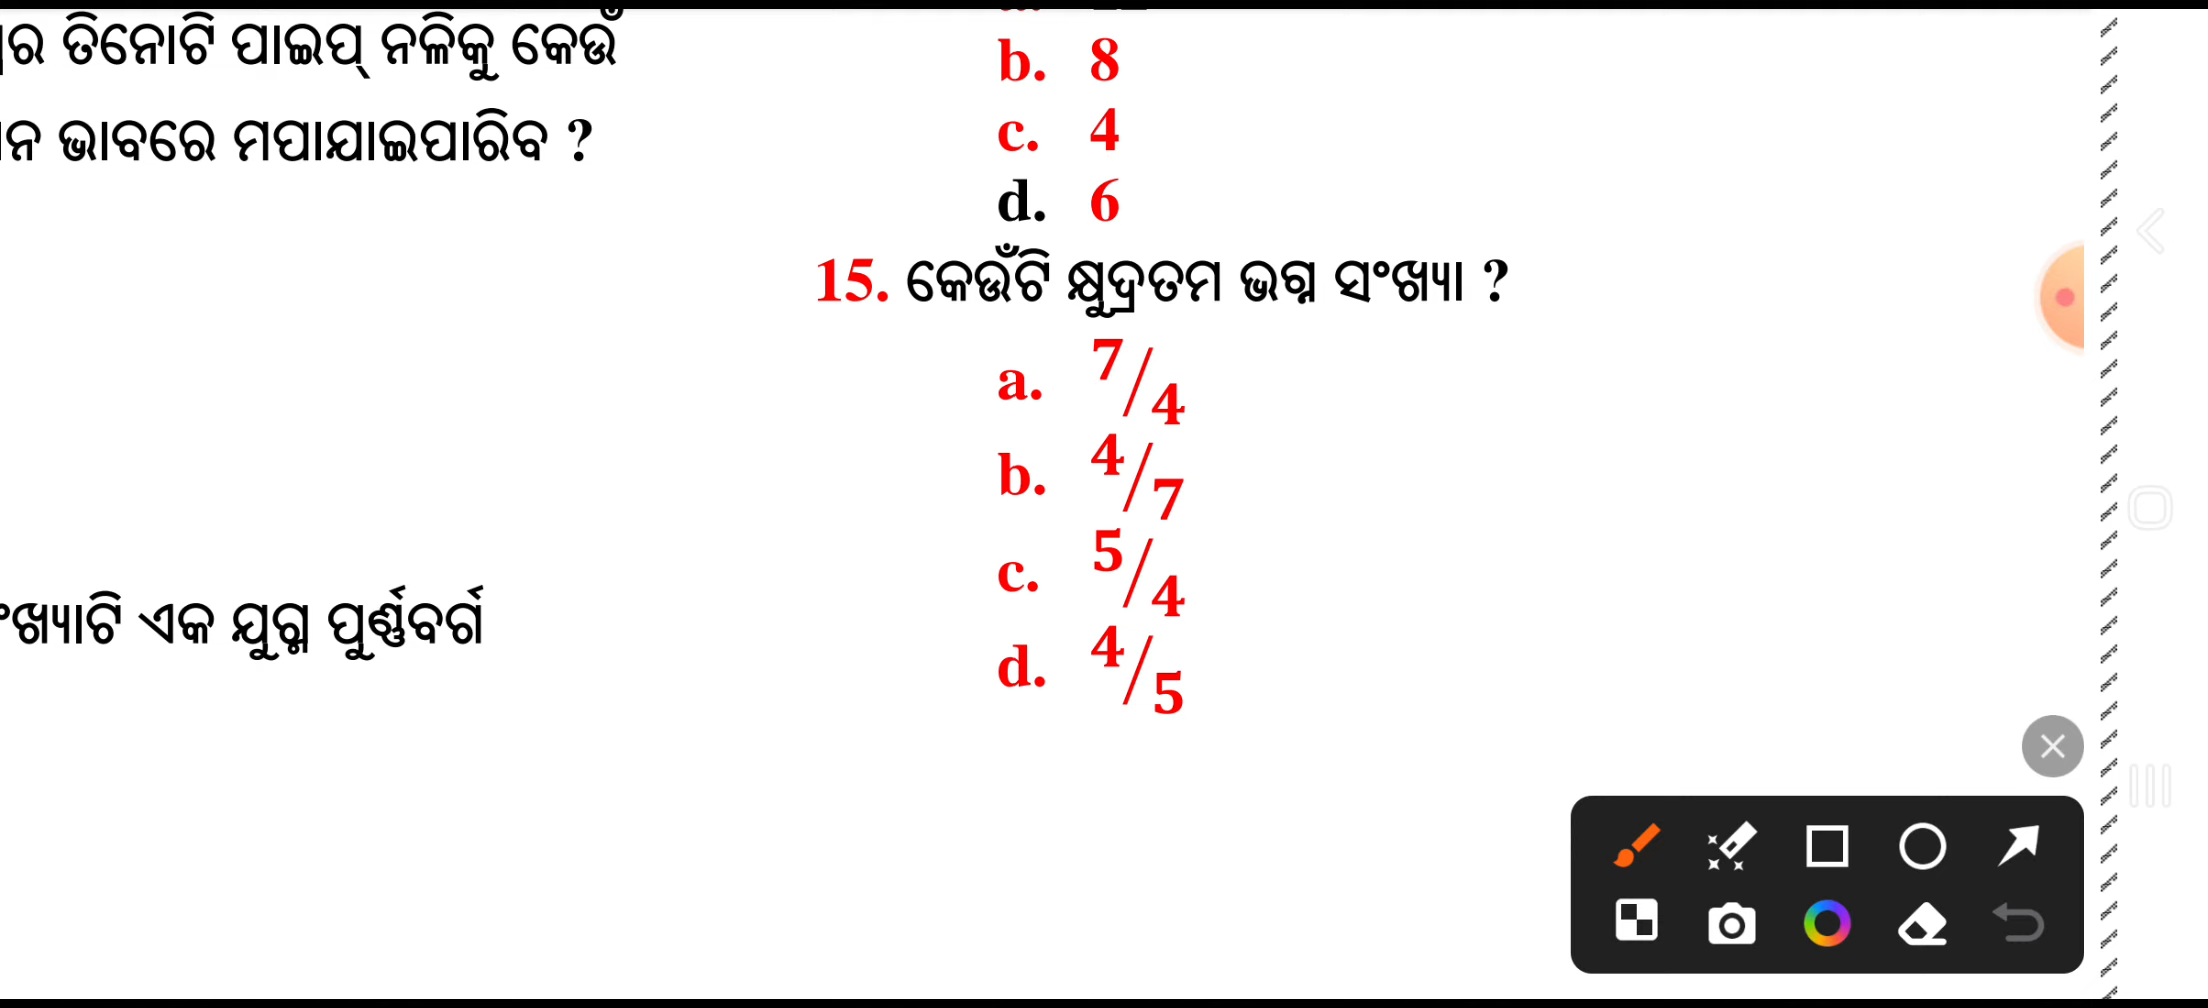 ତିନୋଟି ପାଇପ୍ ନଳିକୁ କେଉଁ
ଭାବରେ ମପାଯାଇପାରିବ ?
ଏକ ଯୁଗ୍ମ ପୁର୍ଣ୍ଣବର୍ଗ
b. 8
c. 4
d. 6
15. କେଉଁଟି କ୍ଷୁଦ୍ରତମ ଭଗ୍ନ ସଂଖ୍ୟା ?
a. 7/4
b. 4/7
c. 5/4
d. 4/5